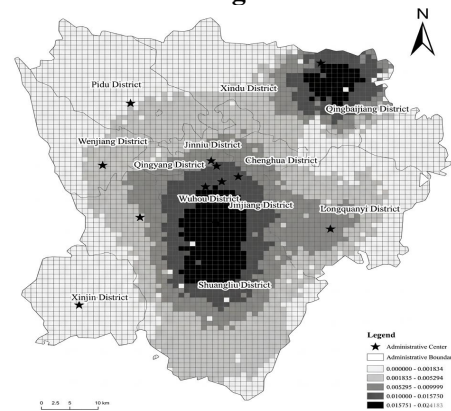 N
Pidu District
Xindu District
Qingbaijiang District
Wenjiang District
Jinniu District
Chenghua District
Qingyang District
Wuhou District
Jinjiang District
Longquanyi District
Shuangliu District
Xinjin District
Legend
Administrative Center
Administrative Boundar
0.000000 - 0.001834
0.001835 - 0.005294
0.005295 - 0.009999
0.010000 - 0.015750
0.015751 - 0.024183
0 2.5 5 10 km